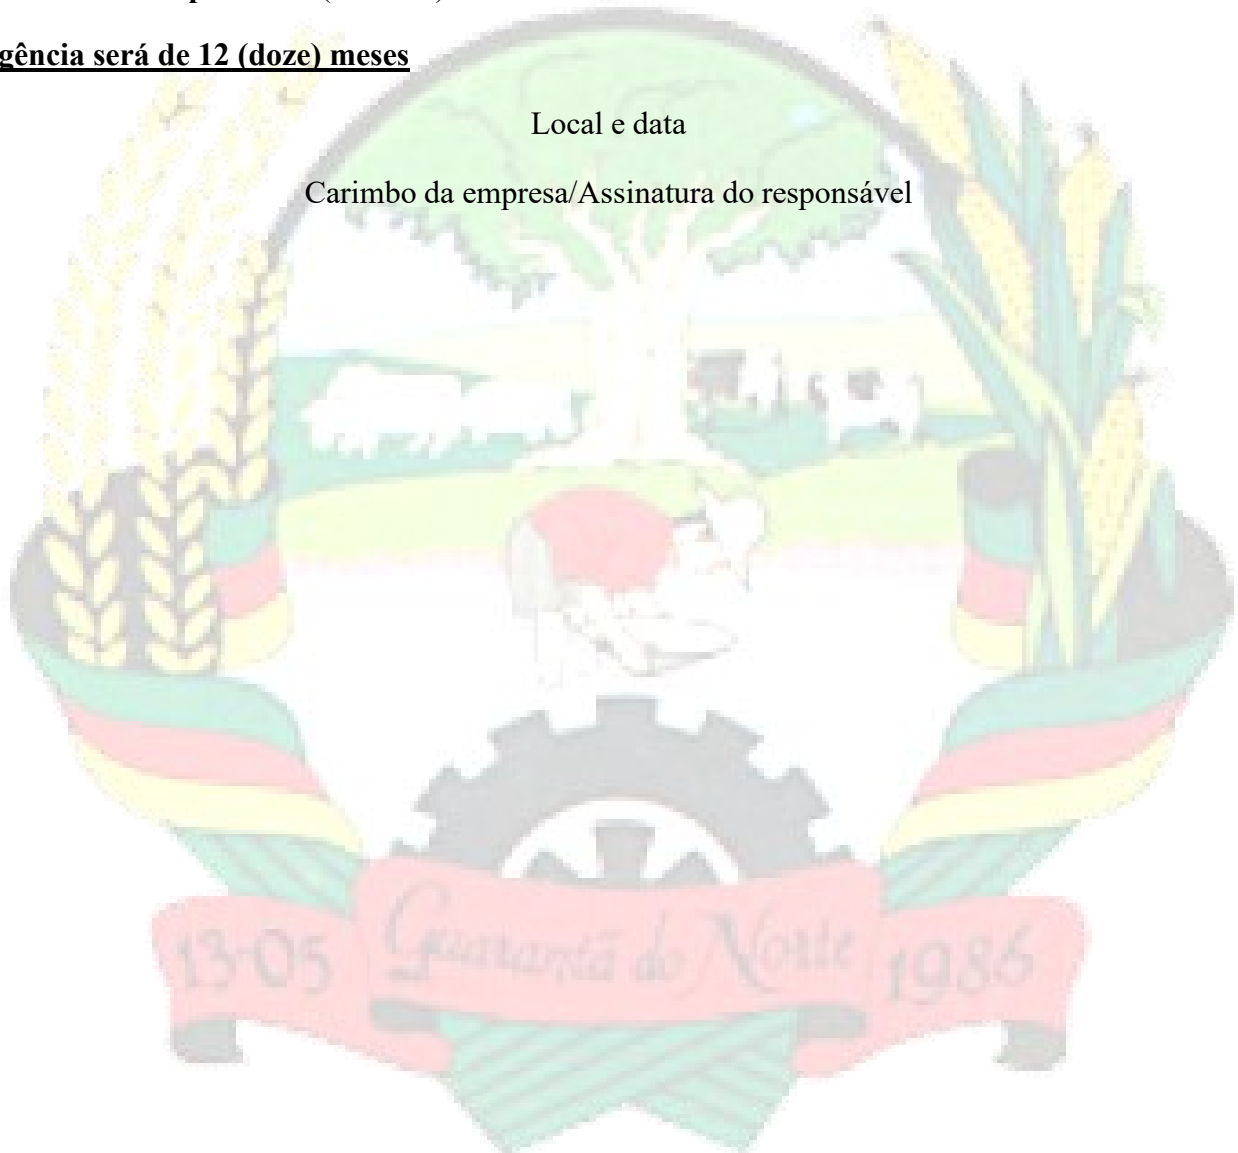 gência será de 12 (doze) meses
Local e data
Carimbo da empresa/Assinatura do responsável
13-05 Guarantã do Norte 1986